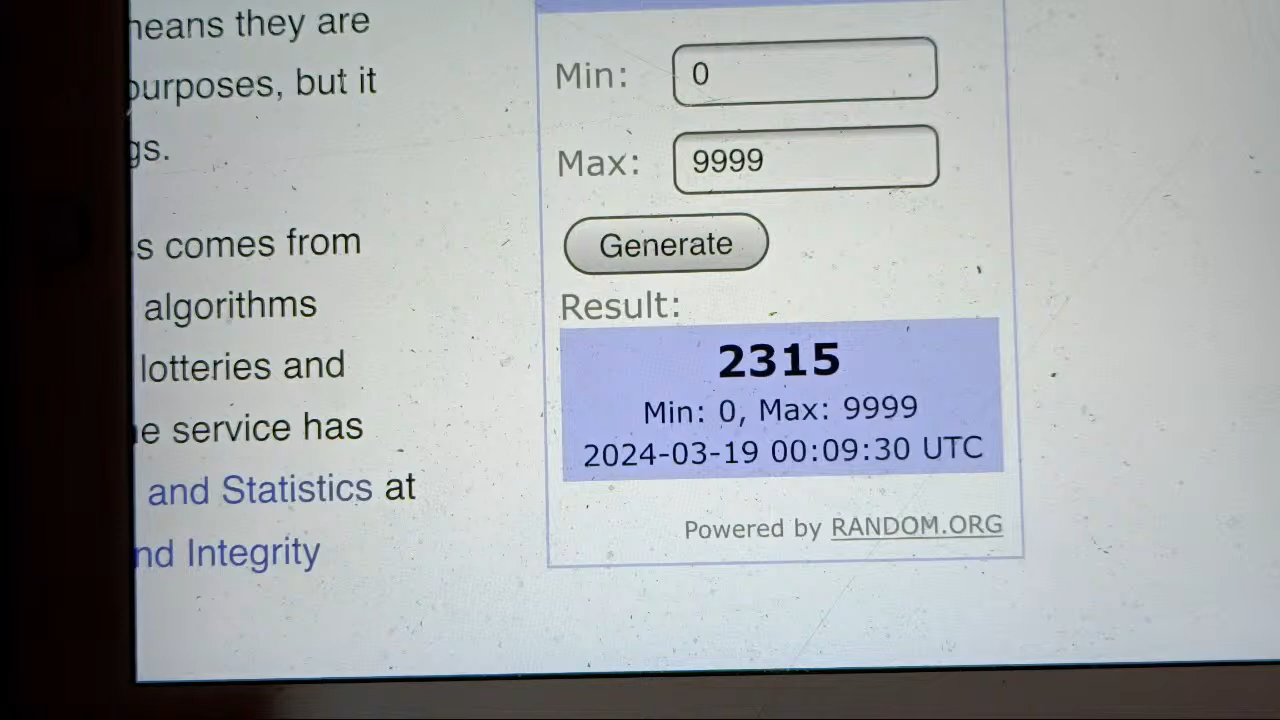 means they are
purposes, but it
gs.
s comes from
algorithms
lotteries and
e service has
and Statistics at
nd Integrity
Min: 0
Max: 9999
Generate
Result:
2315
Min: 0, Max: 9999
2024-03-19 00:09:30 UTC
Powered by RANDOM.ORG